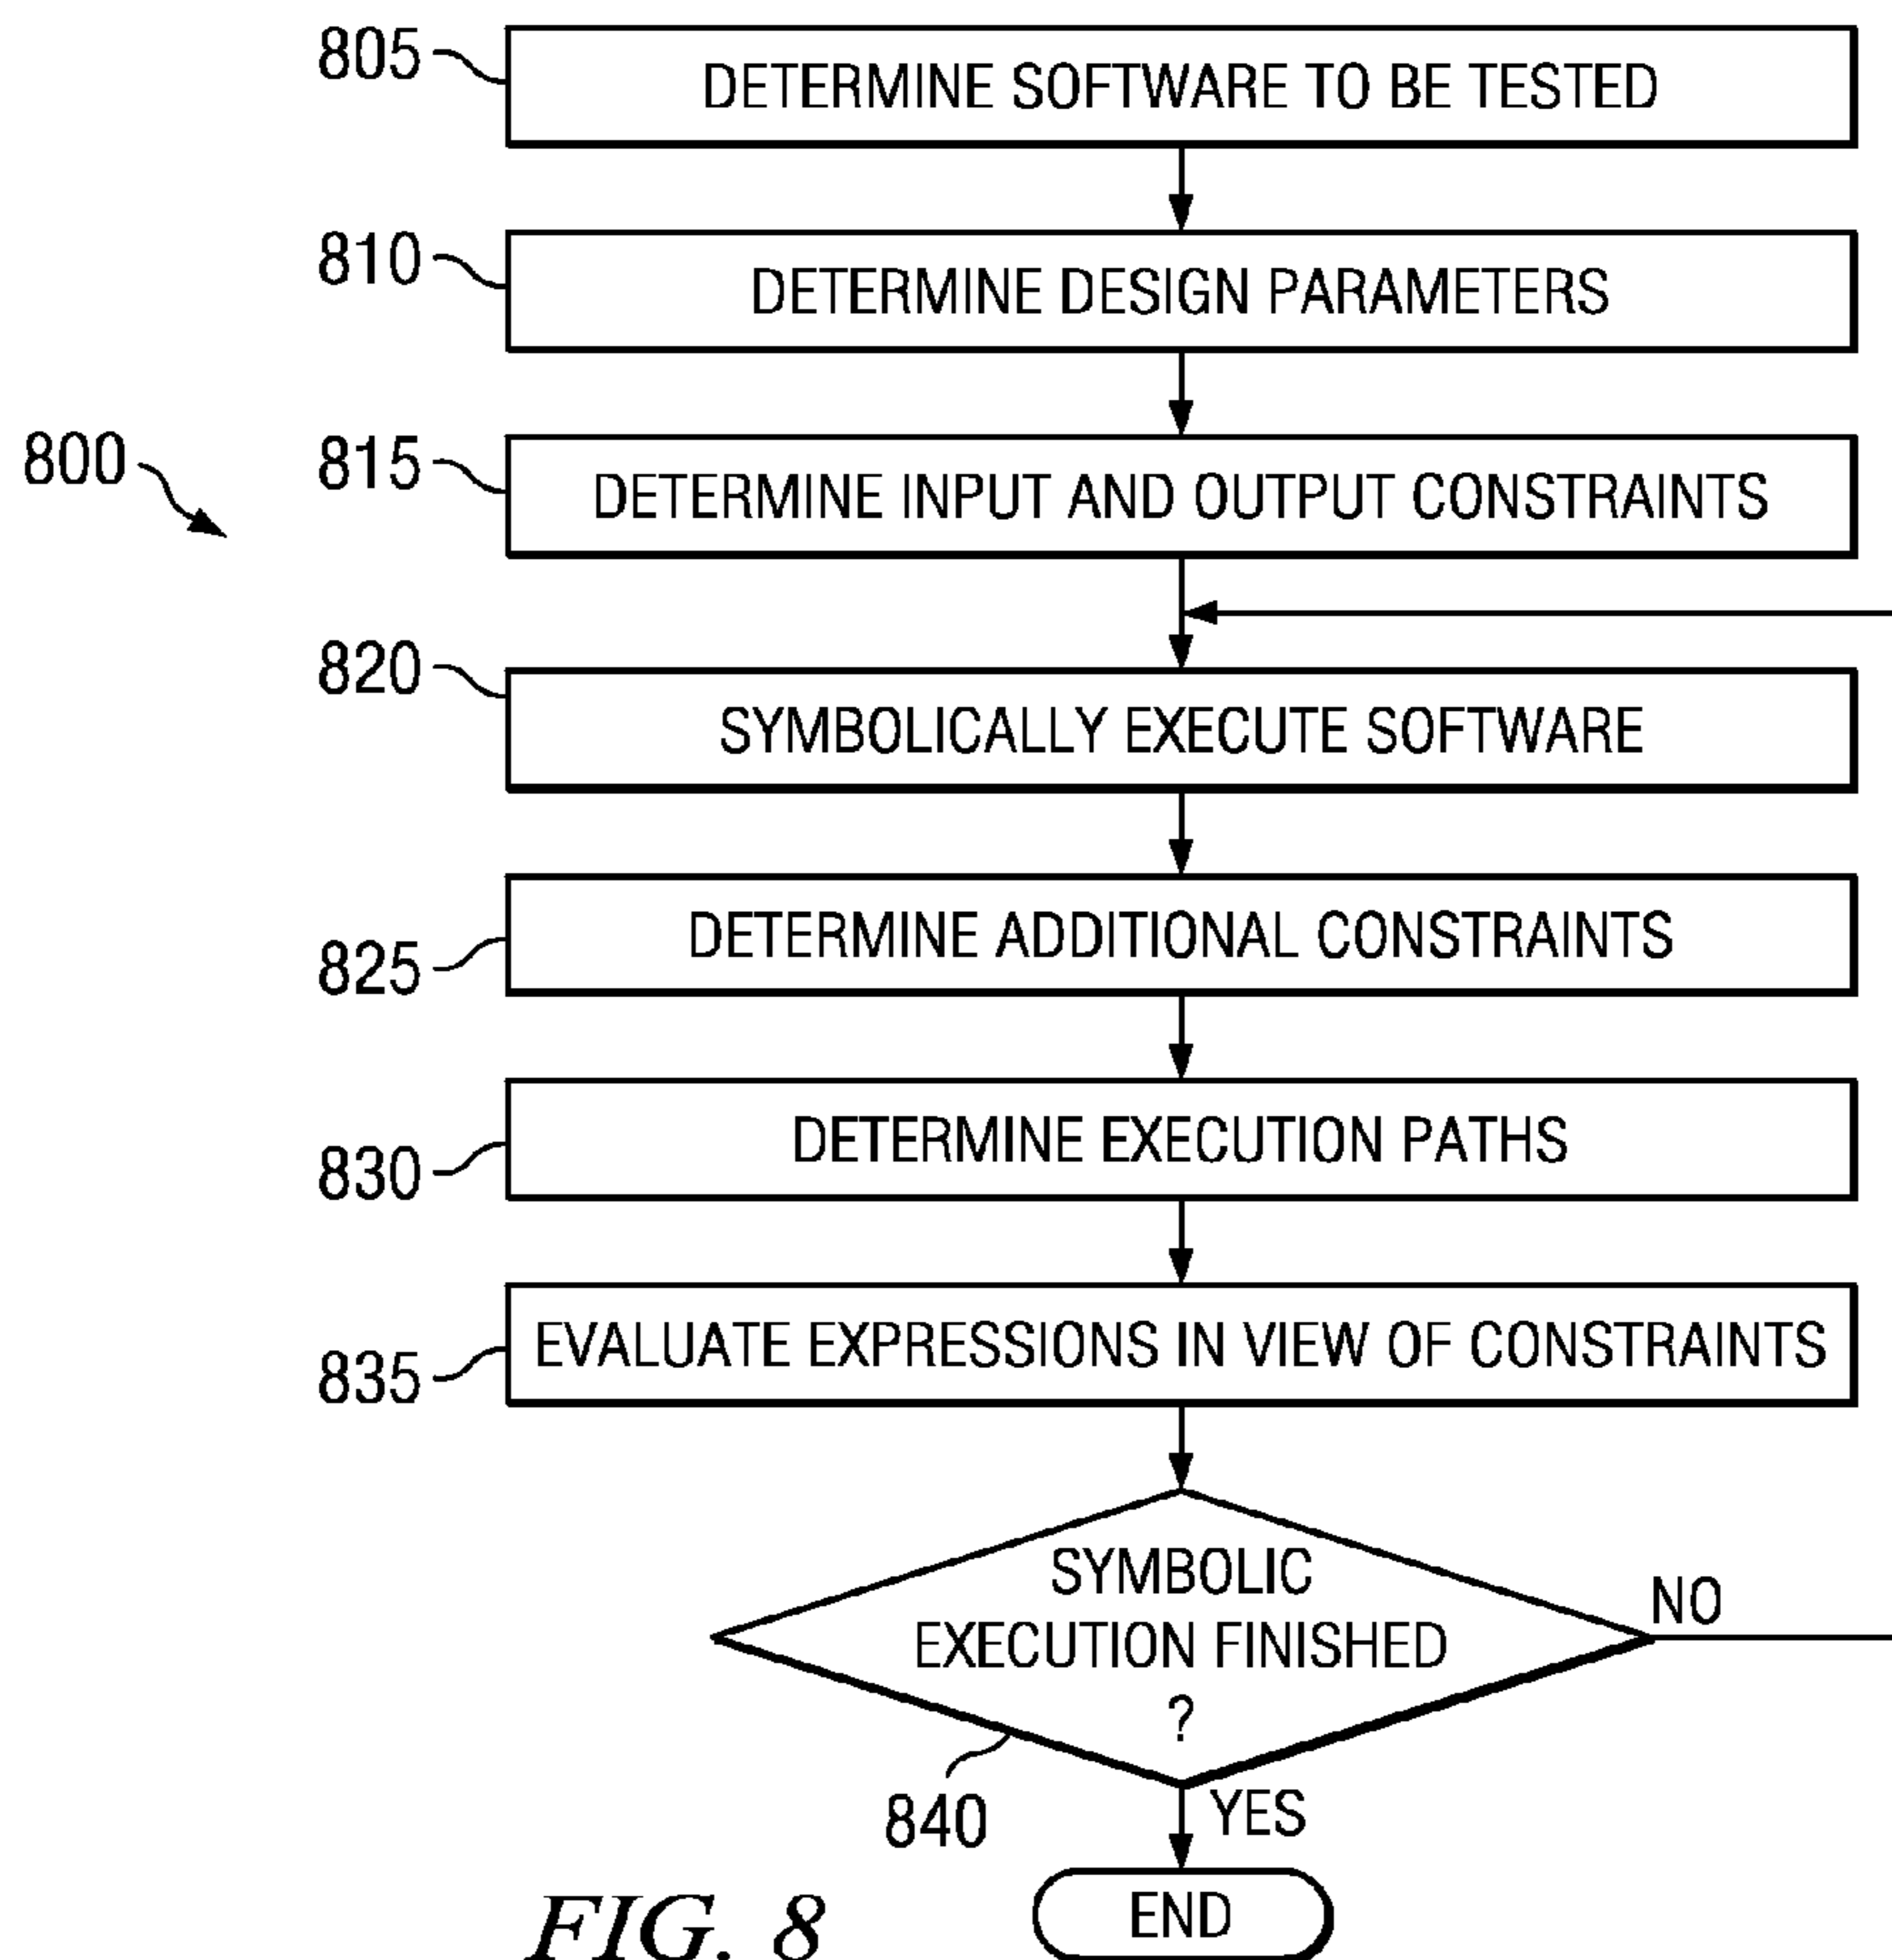 805
DETERMINE SOFTWARE TO BE TESTED
810
DETERMINE DESIGN PARAMETERS
800
815
DETERMINE INPUT AND OUTPUT CONSTRAINTS
820
SYMBOLICALLY EXECUTE SOFTWARE
825
DETERMINE ADDITIONAL CONSTRAINTS
830
DETERMINE EXECUTION PATHS
835
EVALUATE EXPRESSIONS IN VIEW OF CONSTRAINTS
SYMBOLIC
EXECUTION FINISHED
?
NO
840
YES
END
FIG. 8